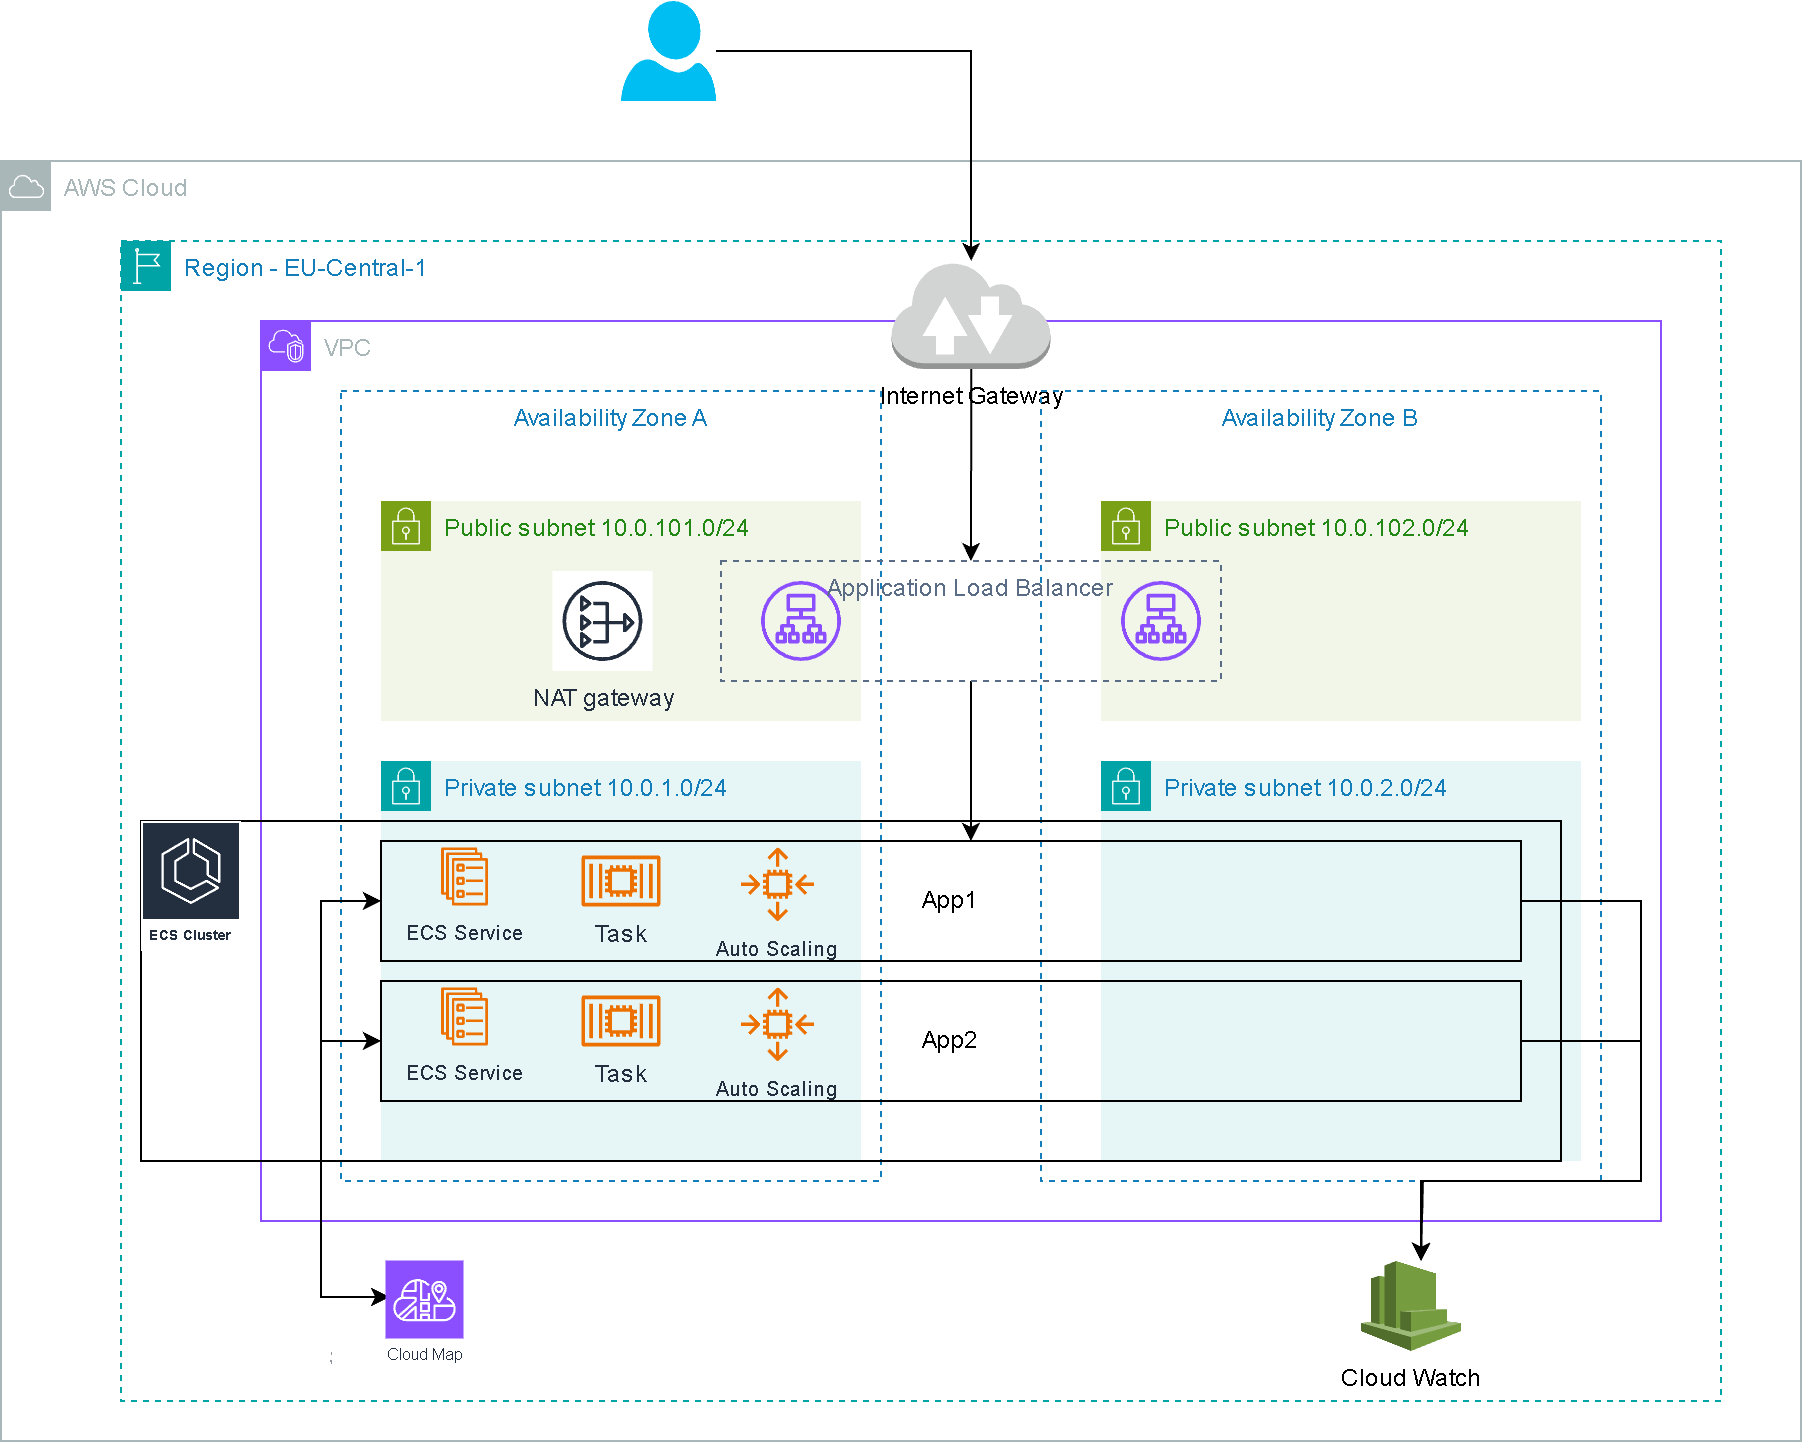 AWS Cloud
Region - EU-Central-1
VPC
Internet Gateway
Availability Zone A
Availability Zone B
Public subnet 10.0.101.0/24
Public subnet 10.0.102.0/24
Application Load Balancer
NAT gateway
Private subnet 10.0.1.0/24
Private subnet 10.0.2.0/24
ECS Cluster
ECS Service
Task
Auto Scaling
App1
ECS Service
Task
Auto Scaling
App2
;
Cloud Map
Cloud Watch